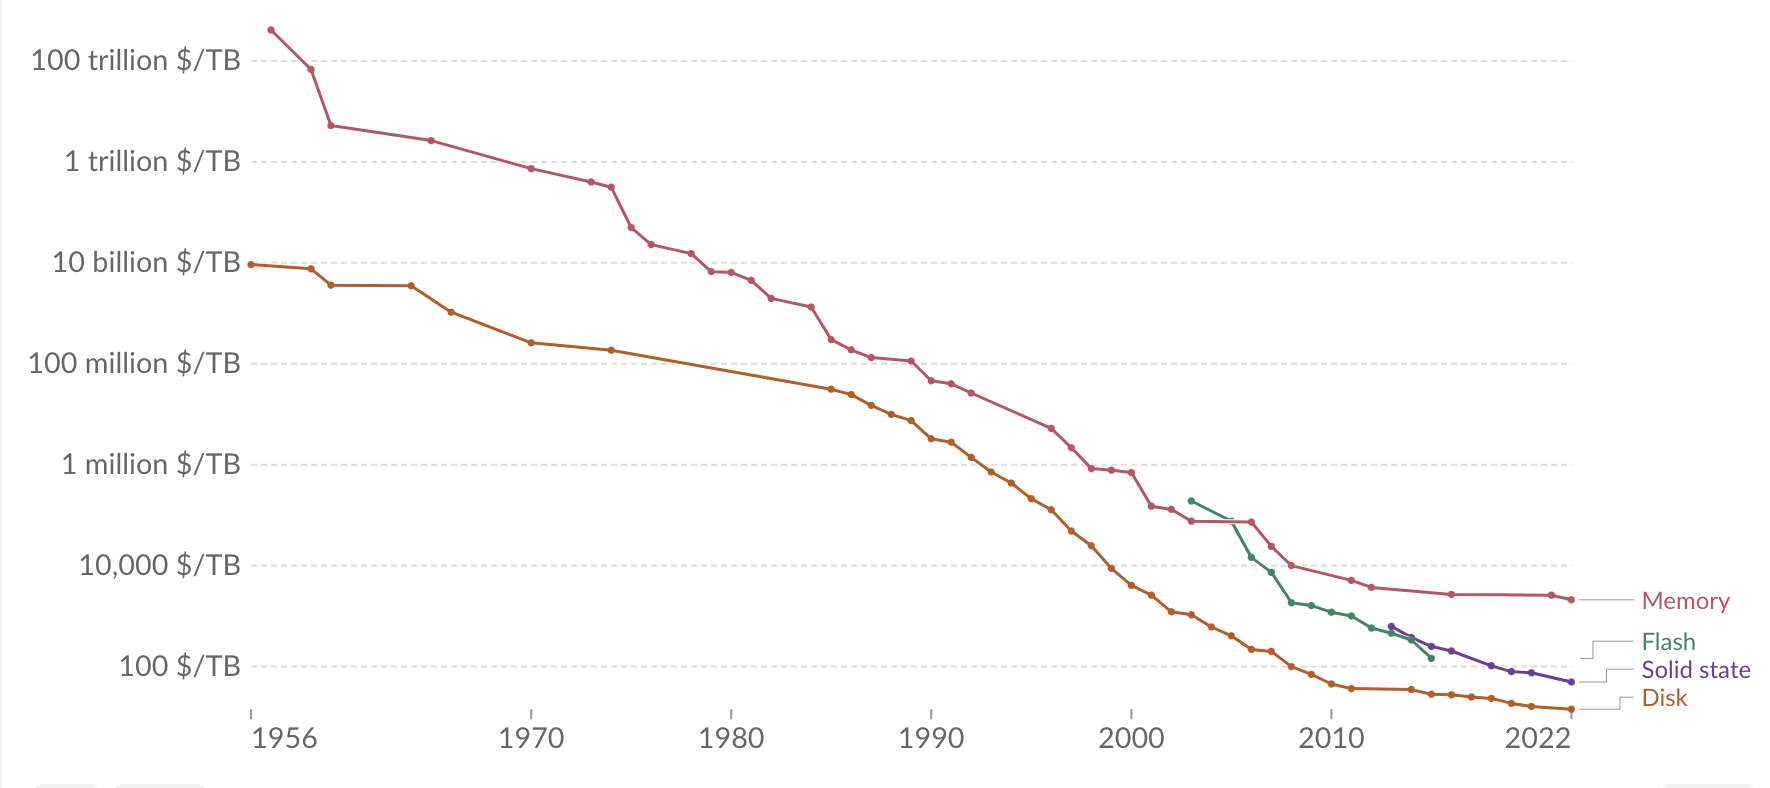 100 trillion $/TB
1 trillion $/TB
10 billion $/TB
100 million $/TB
1 million $/TB
10,000 $/TB
100 $/TB
Memory
Flash
Solid state
Disk
1956 1970 1980 1990 2000 2010 2022